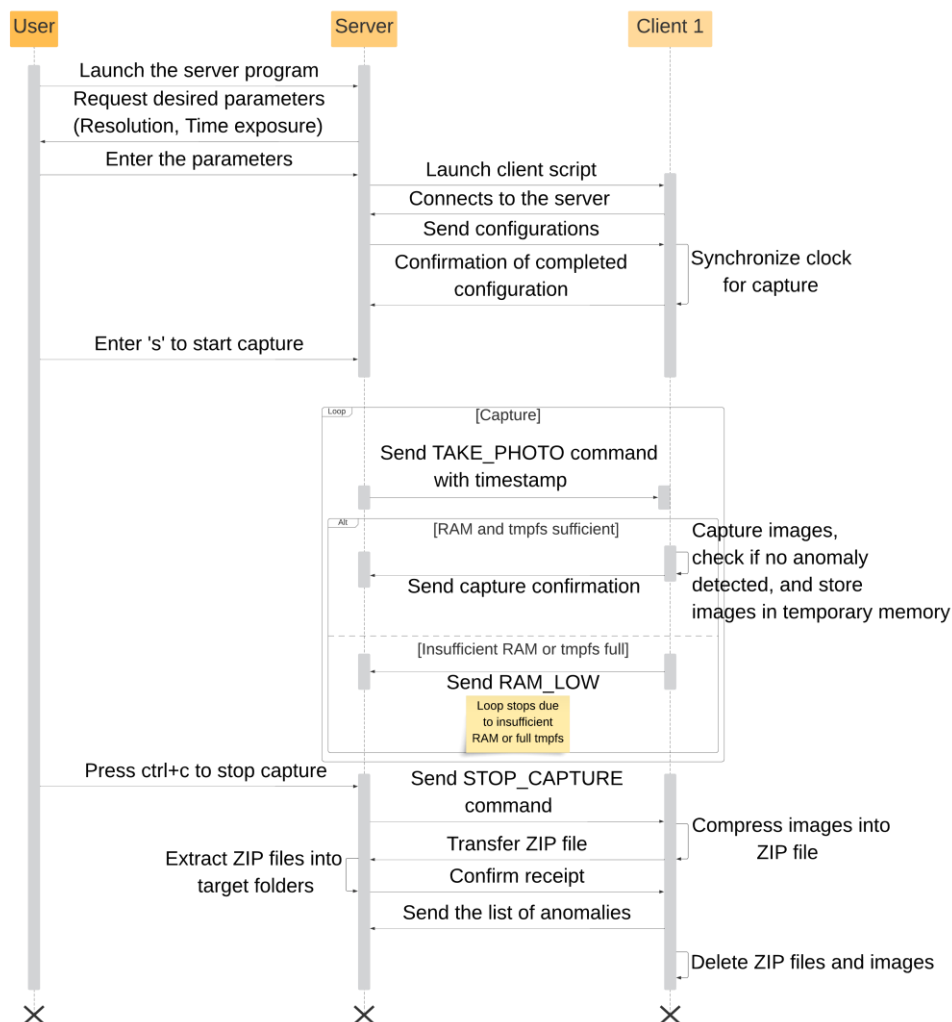 User
Server
Client 1
Launch the server program
Request desired parameters
(Resolution, Time exposure)
Enter the parameters
Launch client script
Connects to the server
Send configurations
Synchronize clock
for capture
Confirmation of completed
configuration
Enter 's' to start capture
Loop
[Capture]
Send TAKE_PHOTO command
with timestamp
Alt
[RAM and tmpfs sufficient]
Capture images,
check if no anomaly
detected, and store
images in temporary memory
Send capture confirmation
[Insufficient RAM or tmpfs full]
Send RAM_LOW
Loop stops due
to insufficient
RAM or full tmpfs
Press ctrl+c to stop capture
Send STOP_CAPTURE
command
Compress images into
ZIP file
Transfer ZIP file
Extract ZIP files into
target folders
Confirm receipt
Send the list of anomalies
Delete ZIP files and images